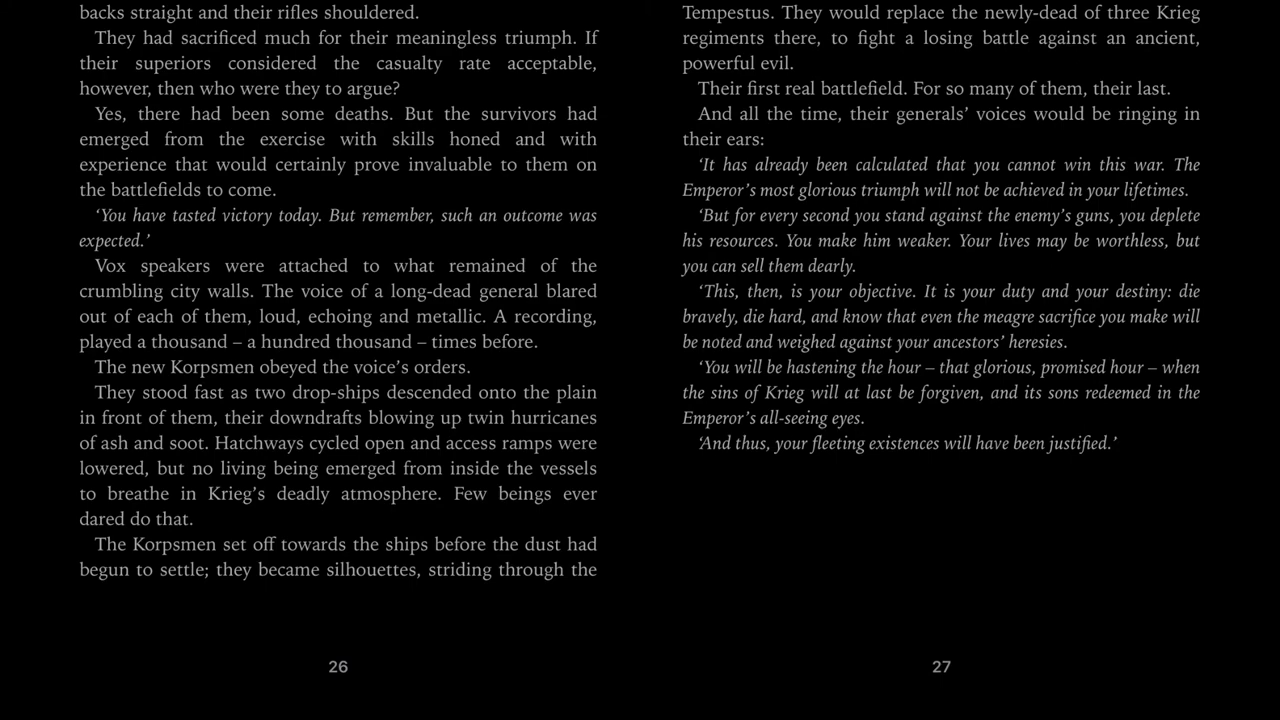 backs straight and their rifles shouldered.
They had sacrificed much for their meaningless triumph. If
their superiors considered the casualty rate acceptable,
however, then who were they to argue?
Yes, there had been some deaths. But the survivors had
emerged from the exercise with skills honed and with
experience that would certainly prove invaluable to them on
the battlefields to come.
‘You have tasted victory today. But remember, such an outcome was
expected.’
Vox speakers were attached to what remained of the
crumbling city walls. The voice of a long-dead general blared
out of each of them, loud, echoing and metallic. A recording,
played a thousand – a hundred thousand – times before.
The new Korpsmen obeyed the voice’s orders.
They stood fast as two drop-ships descended onto the plain
in front of them, their downdrafts blowing up twin hurricanes
of ash and soot. Hatchways cycled open and access ramps were
lowered, but no living being emerged from inside the vessels
to breathe in Krieg’s deadly atmosphere. Few beings ever
dared do that.
The Korpsmen set off towards the ships before the dust had
begun to settle; they became silhouettes, striding through the
26
Tempestus. They would replace the newly-dead of three Krieg
regiments there, to fight a losing battle against an ancient,
powerful evil.
Their first real battlefield. For so many of them, their last.
And all the time, their generals’ voices would be ringing in
their ears:
‘It has already been calculated that you cannot win this war. The
Emperor’s most glorious triumph will not be achieved in your lifetimes.
‘But for every second you stand against the enemy’s guns, you deplete
his resources. You make him weaker. Your lives may be worthless, but
you can sell them dearly.
‘This, then, is your objective. It is your duty and your destiny: die
bravely, die hard, and know that even the meagre sacrifice you make will
be noted and weighed against your ancestors’ heresies.
‘You will be hastening the hour – that glorious, promised hour – when
the sins of Krieg will at last be forgiven, and its sons redeemed in the
Emperor’s all-seeing eyes.
‘And thus, your fleeting existences will have been justified.’
27